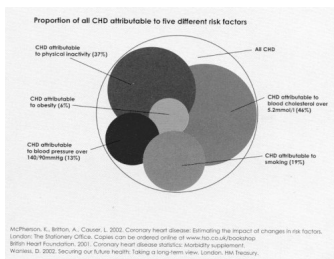 Proportion of all CHD attributable to five different risk factors
CHD attributable
to physical inactivity (37%)
All CHD
CHD attributable
to obesity (6%)
CHD attributable to
blood cholesterol over
5.2mmol/l (46%)
CHD attributable
to blood pressure over
140/90mmHg (13%)
CHD attributable to
smoking (19%)
McPherson, K., Britton, A., Causer, L. 2002. Coronary heart disease: Estimating the impact of changes in risk factors.
London: The Stationery Office. Copies can be ordered online at www.tso.co.uk/bookshop
British Heart Foundation. 2001. Coronary heart disease statistics: Morbidity supplement.
Wanless, D. 2002. Securing our future health: Taking a long-term view. London: HM Treasury.